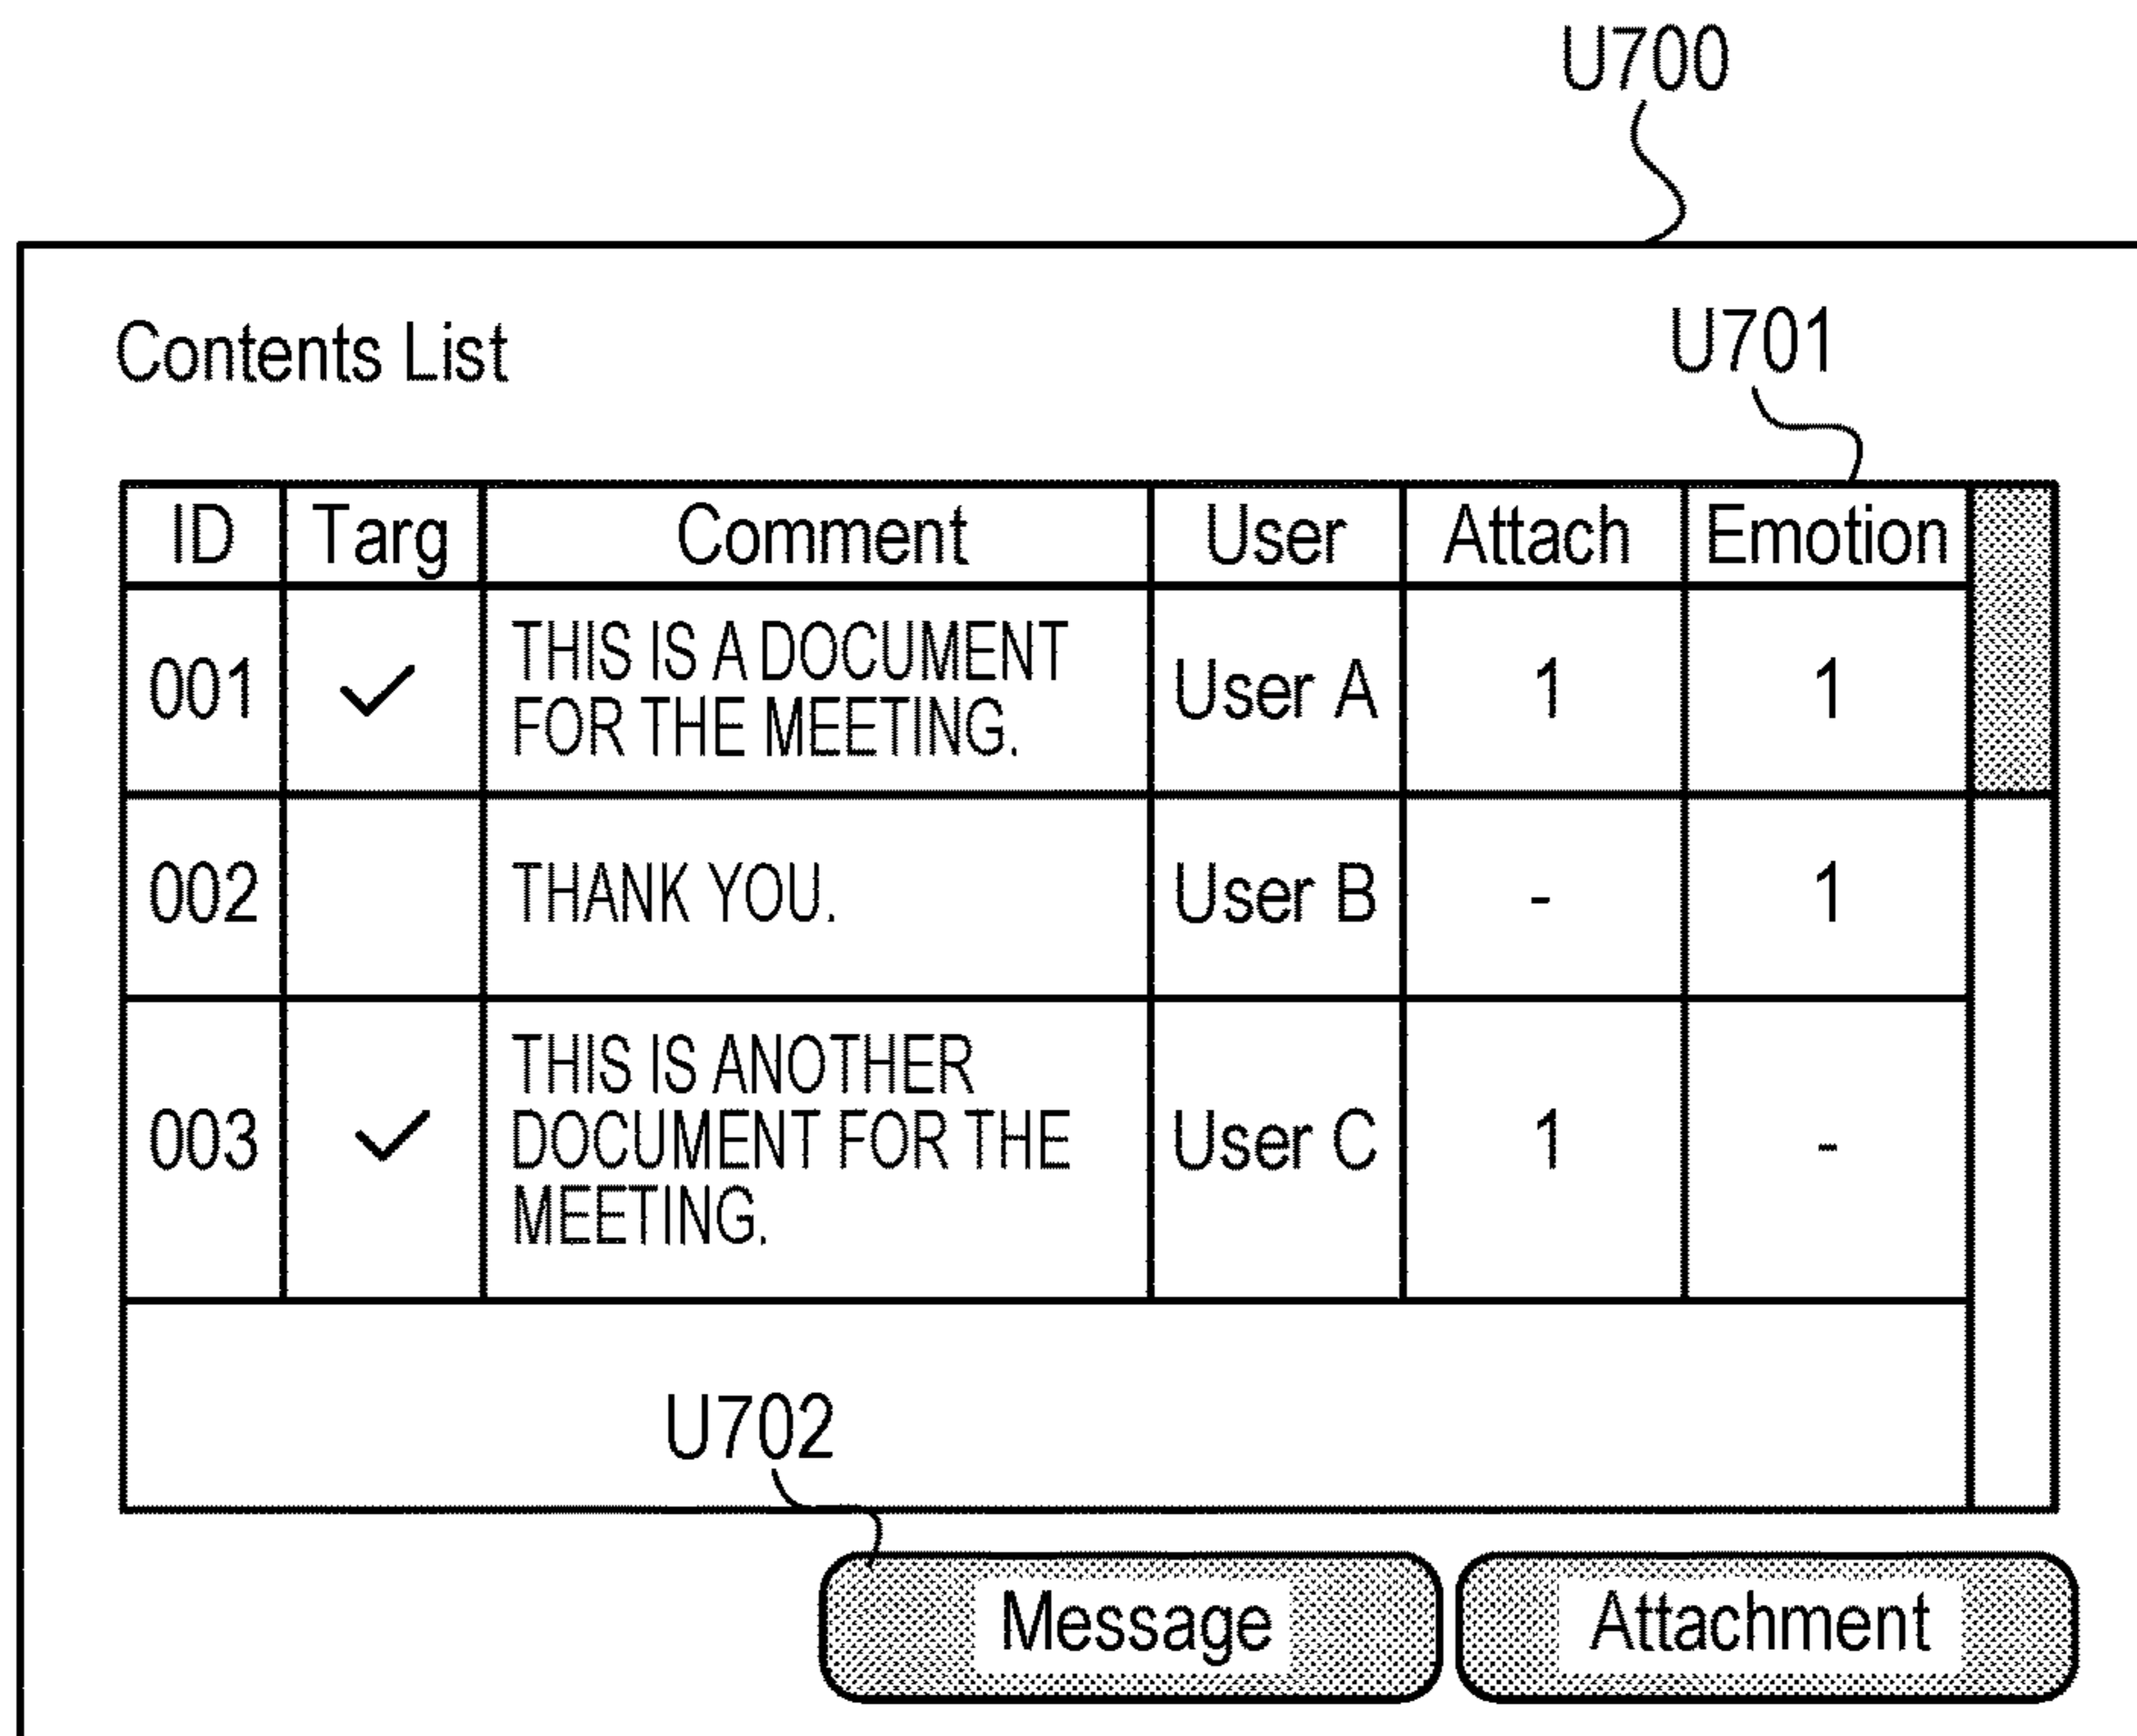 U700
Contents List
U701
ID Targ Comment User Attach Emotion
001 ✓ THIS IS A DOCUMENT
FOR THE MEETING. User A 1 1
002 THANK YOU. User B - 1
003 ✓ THIS IS ANOTHER
DOCUMENT FOR THE
MEETING. User C 1 -
U702
Message Attachment